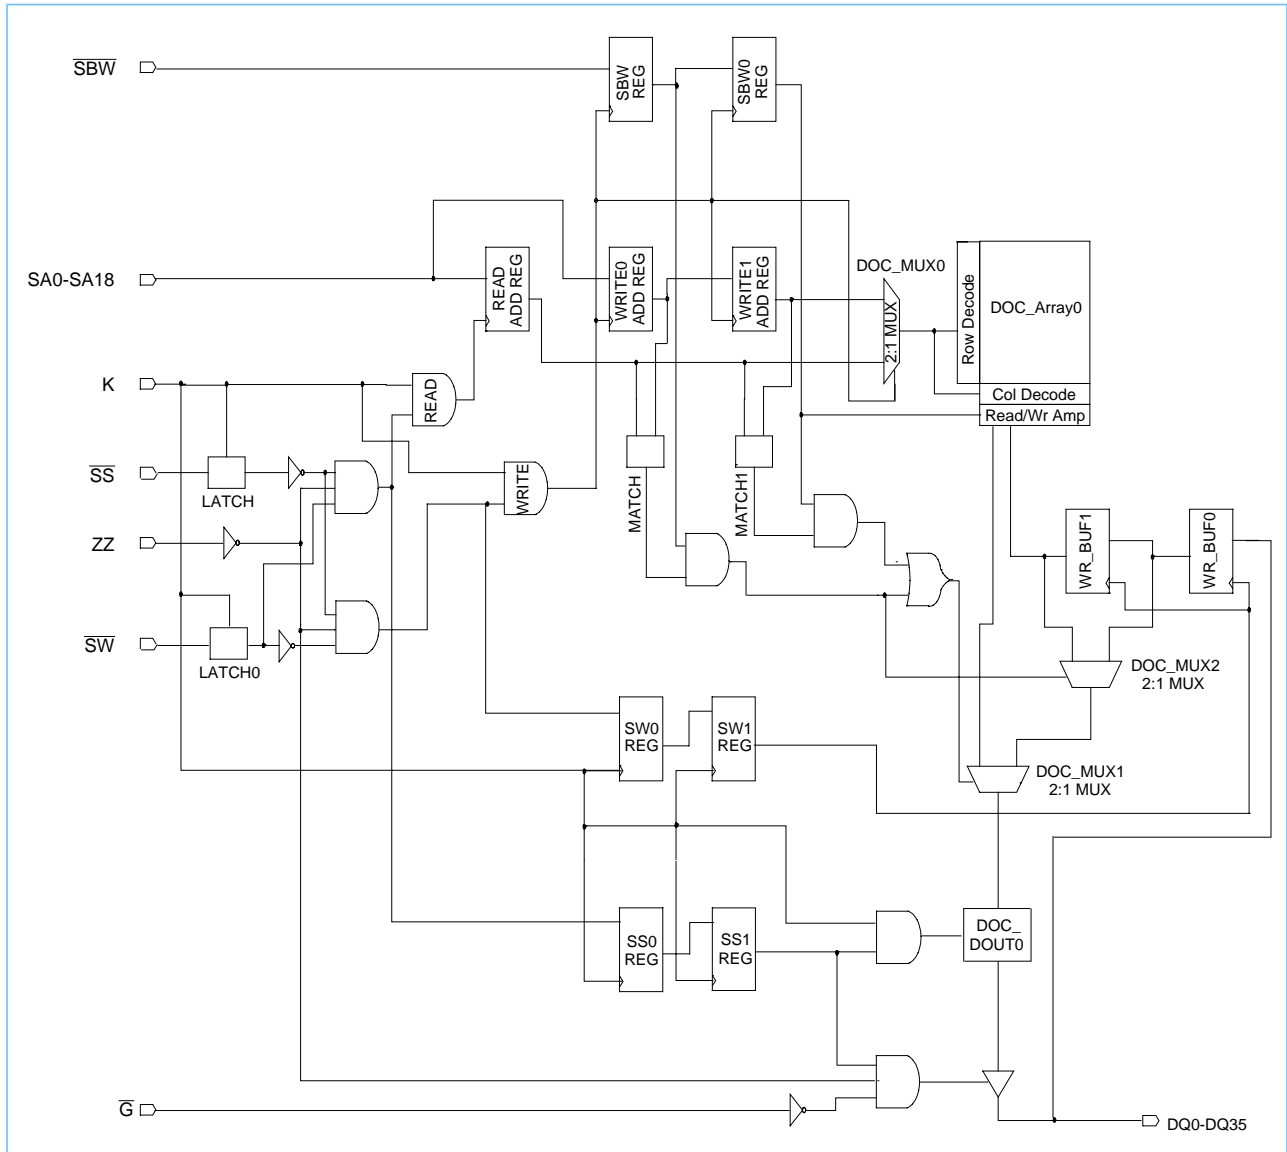 SBW
SBW
REG
SBW0
REG
SA0-SA18
READ
ADD REG
WRITE0
ADD REG
WRITE1
ADD REG
DOC_MUX0
2:1 MUX
Row Decode
DOC_Array0
Col Decode
Read/Wr Amp
K
READ
SS
LATCH
WRITE
MATCH
MATCH1
ZZ
WR_BUF1
WR_BUF0
SW
LATCH0
DOC_MUX2
2:1 MUX
SW0
REG
SW1
REG
DOC_MUX1
2:1 MUX
SS0
REG
SS1
REG
DOC_
DOUT0
G
DQ0-DQ35